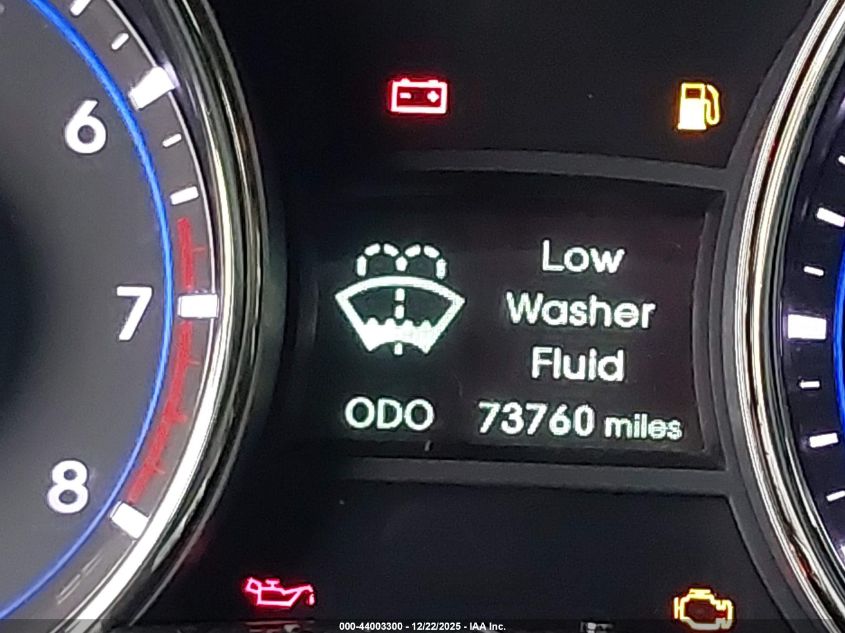 6
7
8
Low
Washer
Fluid
ODO 73760 miles
000-44003300 - 12/22/2025 - IAA Inc.